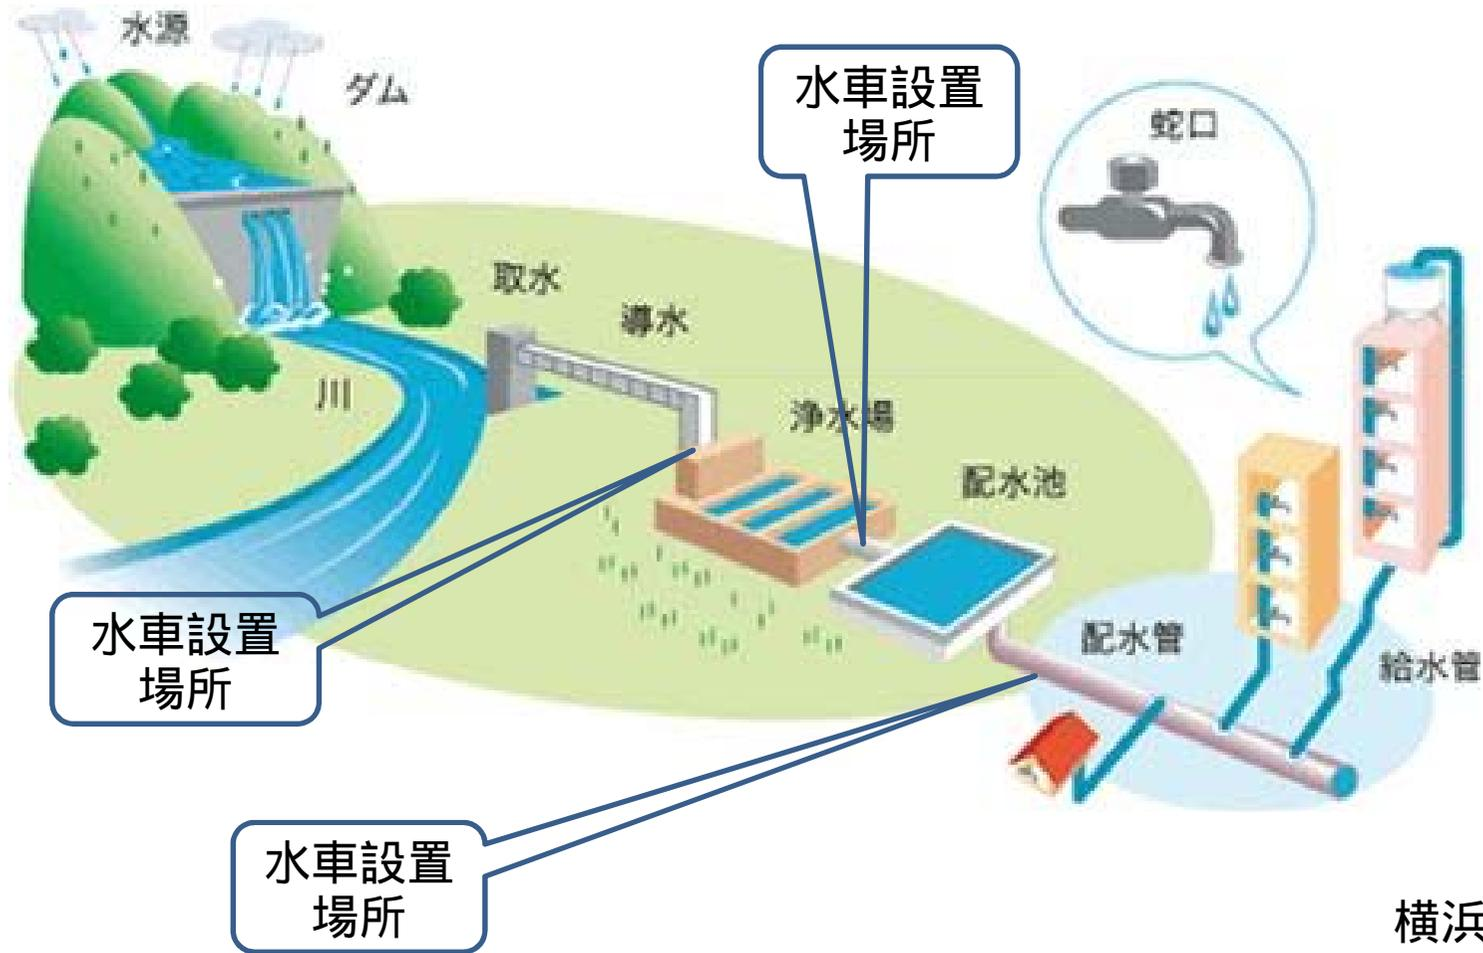 水源
ダム
水車設置
場所
蛇口
取水
導水
川
浄水場
配水池
水車設置
場所
配水管
給水管
水車設置
場所
横浜